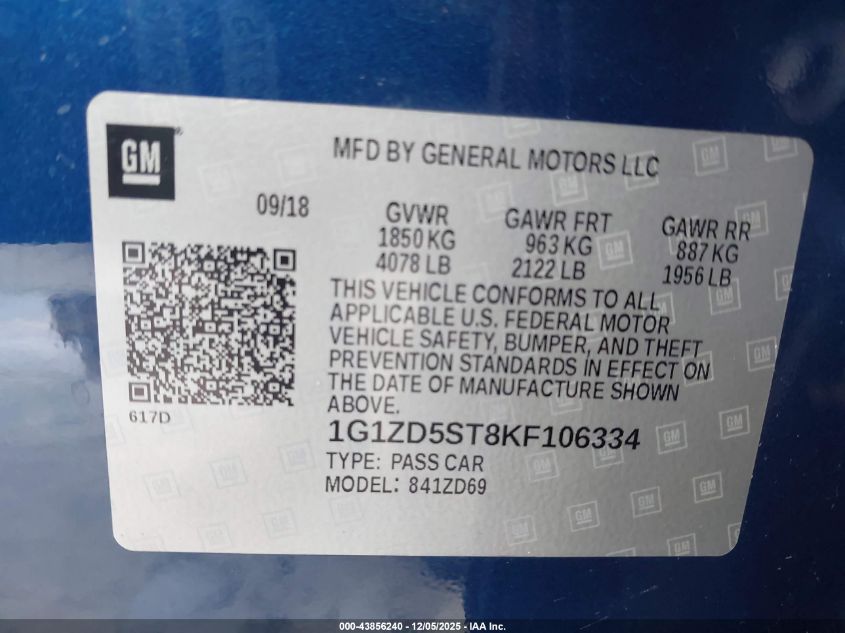 GM
MFD BY GENERAL MOTORS LLC
09/18
GVWR
1850 KG
4078 LB
GAWR FRT
963 KG
2122 LB
GAWR RR
887 KG
1956 LB
THIS VEHICLE CONFORMS TO ALL
APPLICABLE U.S. FEDERAL MOTOR
VEHICLE SAFETY, BUMPER, AND THEFT
PREVENTION STANDARDS IN EFFECT ON
THE DATE OF MANUFACTURE SHOWN
ABOVE.
617D
1G1ZD5ST8KF106334
TYPE: PASS CAR
MODEL: 841ZD69
000-43856240 - 12/05/2025 - IAA, Inc.